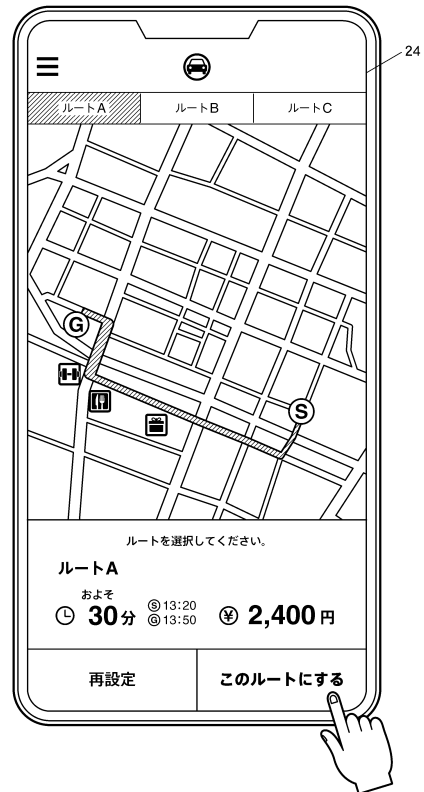 24
ルートA
ルートB
ルートC
G
S
ルートを選択してください。
ルートA
およそ
30分
Ⓢ13:20
Ⓖ13:50
¥ 2,400円
再設定
このルートにする